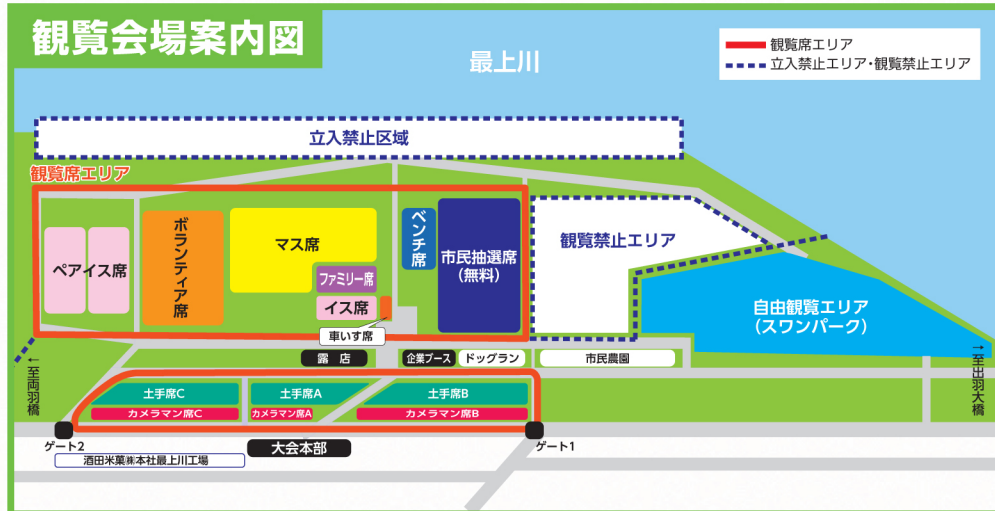 観覧会場案内図
最上川
観覧席エリア
立入禁止エリア・観覧禁止エリア
立入禁止区域
観覧席エリア
ペアイス席
ボランティア席
マス席
ファミリー席
イス席
車いす席
ベンチ席
市民抽選席
(無料)
観覧禁止エリア
自由観覧エリア
(スワンパーク)
←至両羽橋
→至出羽大橋
露店
企業ブース
ドッグラン
市民農園
土手席C
土手席A
土手席B
カメラマン席C
カメラマン席A
カメラマン席B
ゲート2
大会本部
ゲート1
酒田米菓㈱本社最上川工場